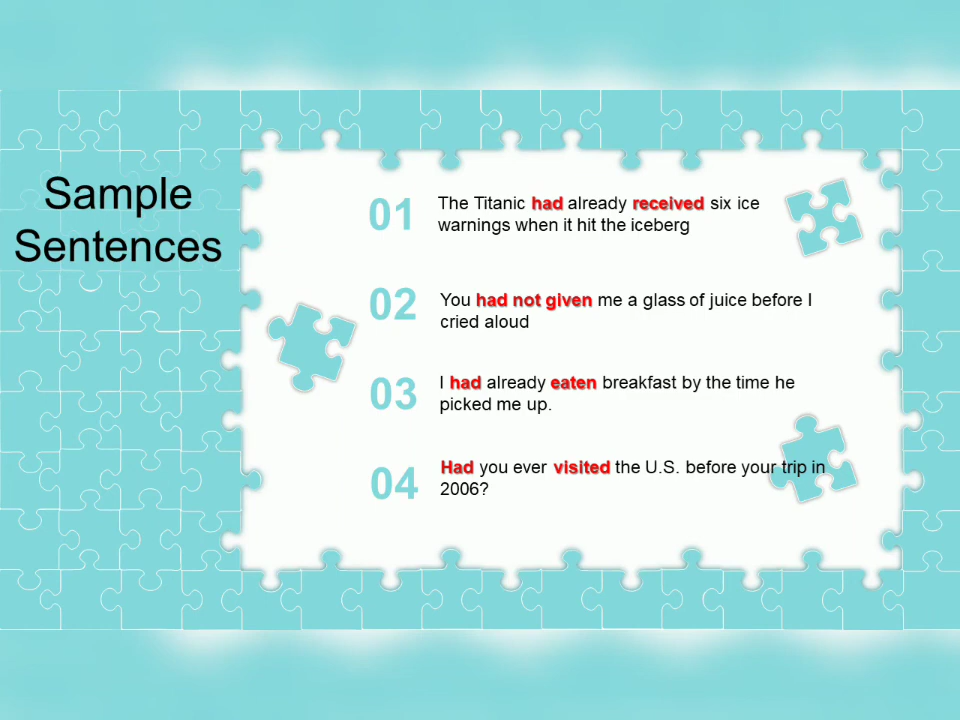 Sample
Sentences
01
The Titanic had already received six ice
warnings when it hit the iceberg
02
You had not given me a glass of juice before I
cried aloud
03
I had already eaten breakfast by the time he
picked me up.
04
Had you ever visited the U.S. before your trip in
2006?